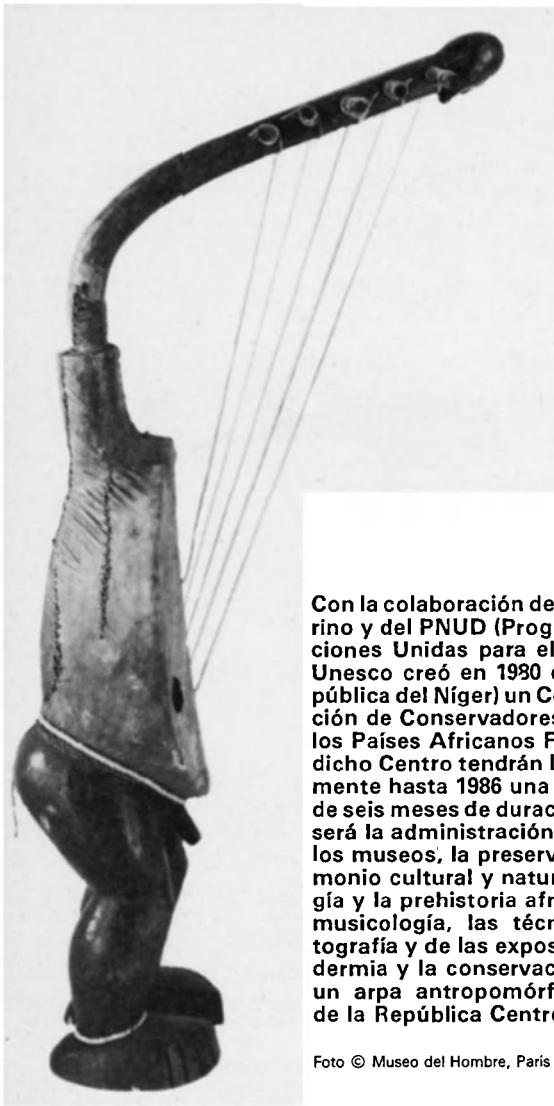 Con la colaboración de
rino y del PNUD (Prog
ciones Unidas para el
Unesco creó en 1980
pública del Níger) un C
ción de Conservadores
los Países Africanos F
dicho Centro tendrán l
mente hasta 1986 una
de seis meses de durac
será la administración
los museos, la preserv
monio cultural y natur
gía y la prehistoria afr
musicología, las técr
tografía y de las expos
dermia y la conservac
un arpa antropomórf
de la República Centr
Foto © Museo del Hombre, París